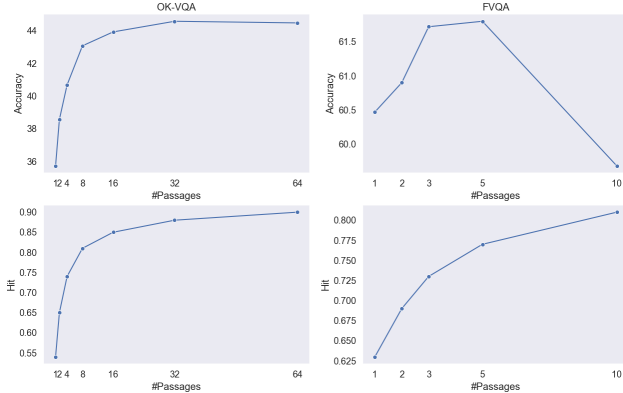 OK-VQA
Accuracy
44
42
40
38
36
1 2 4 8 16 32 64
#Passages
FVQA
Accuracy
61.5
61.0
60.5
60.0
1 2 3 5 10
#Passages
Hit
0.90
0.85
0.80
0.75
0.70
0.65
0.60
0.55
1 2 4 8 16 32 64
#Passages
Hit
0.800
0.775
0.750
0.725
0.700
0.675
0.650
0.625
1 2 3 5 10
#Passages